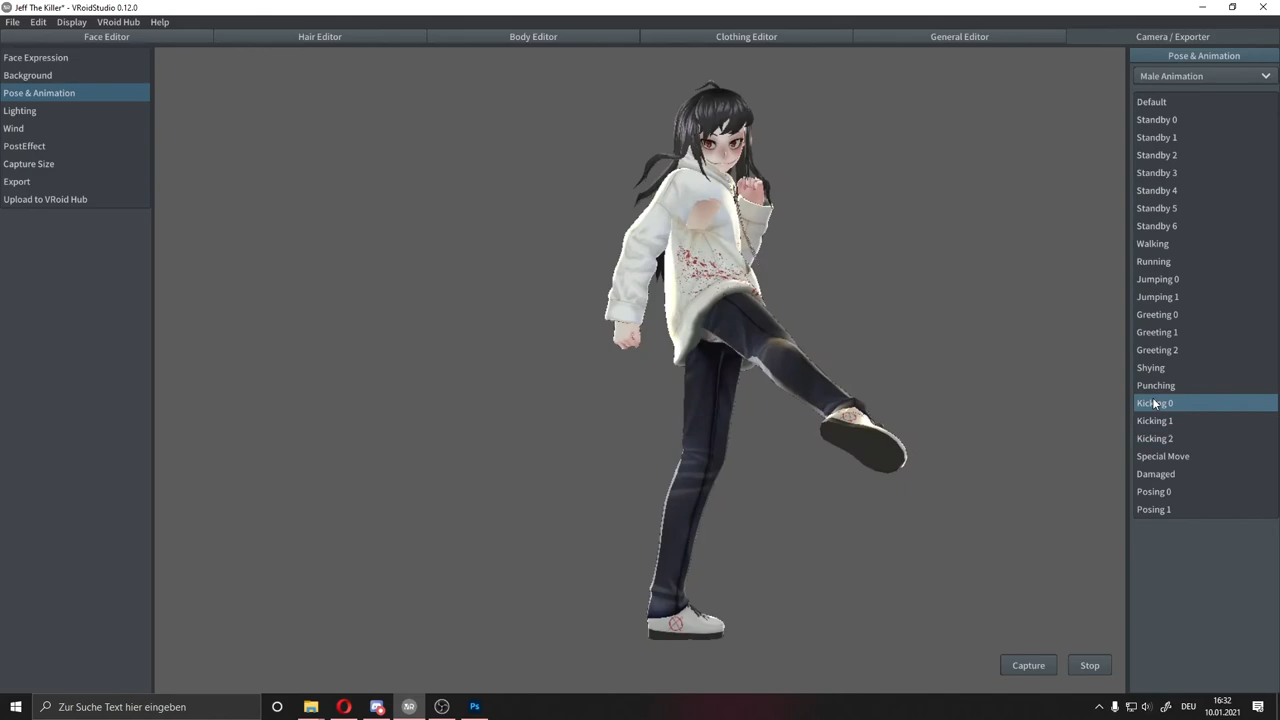 Jeff The Killer* - VRoidStudio 0.12.0
File Edit Display VRoid Hub Help
Face Editor Hair Editor Body Editor Clothing Editor General Editor Camera / Exporter
Face Expression
Background
Pose & Animation
Lighting
Wind
PostEffect
Capture Size
Export
Upload to VRoid Hub
Pose & Animation
Male Animation
Default
Standby 0
Standby 1
Standby 2
Standby 3
Standby 4
Standby 5
Standby 6
Walking
Running
Jumping 0
Jumping 1
Greeting 0
Greeting 1
Greeting 2
Shying
Punching
Kicking 0
Kicking 1
Kicking 2
Special Move
Damaged
Posing 0
Posing 1
Capture Stop
Zur Suche Text hier eingeben
Ps
DEU
16:32
10.01.2021